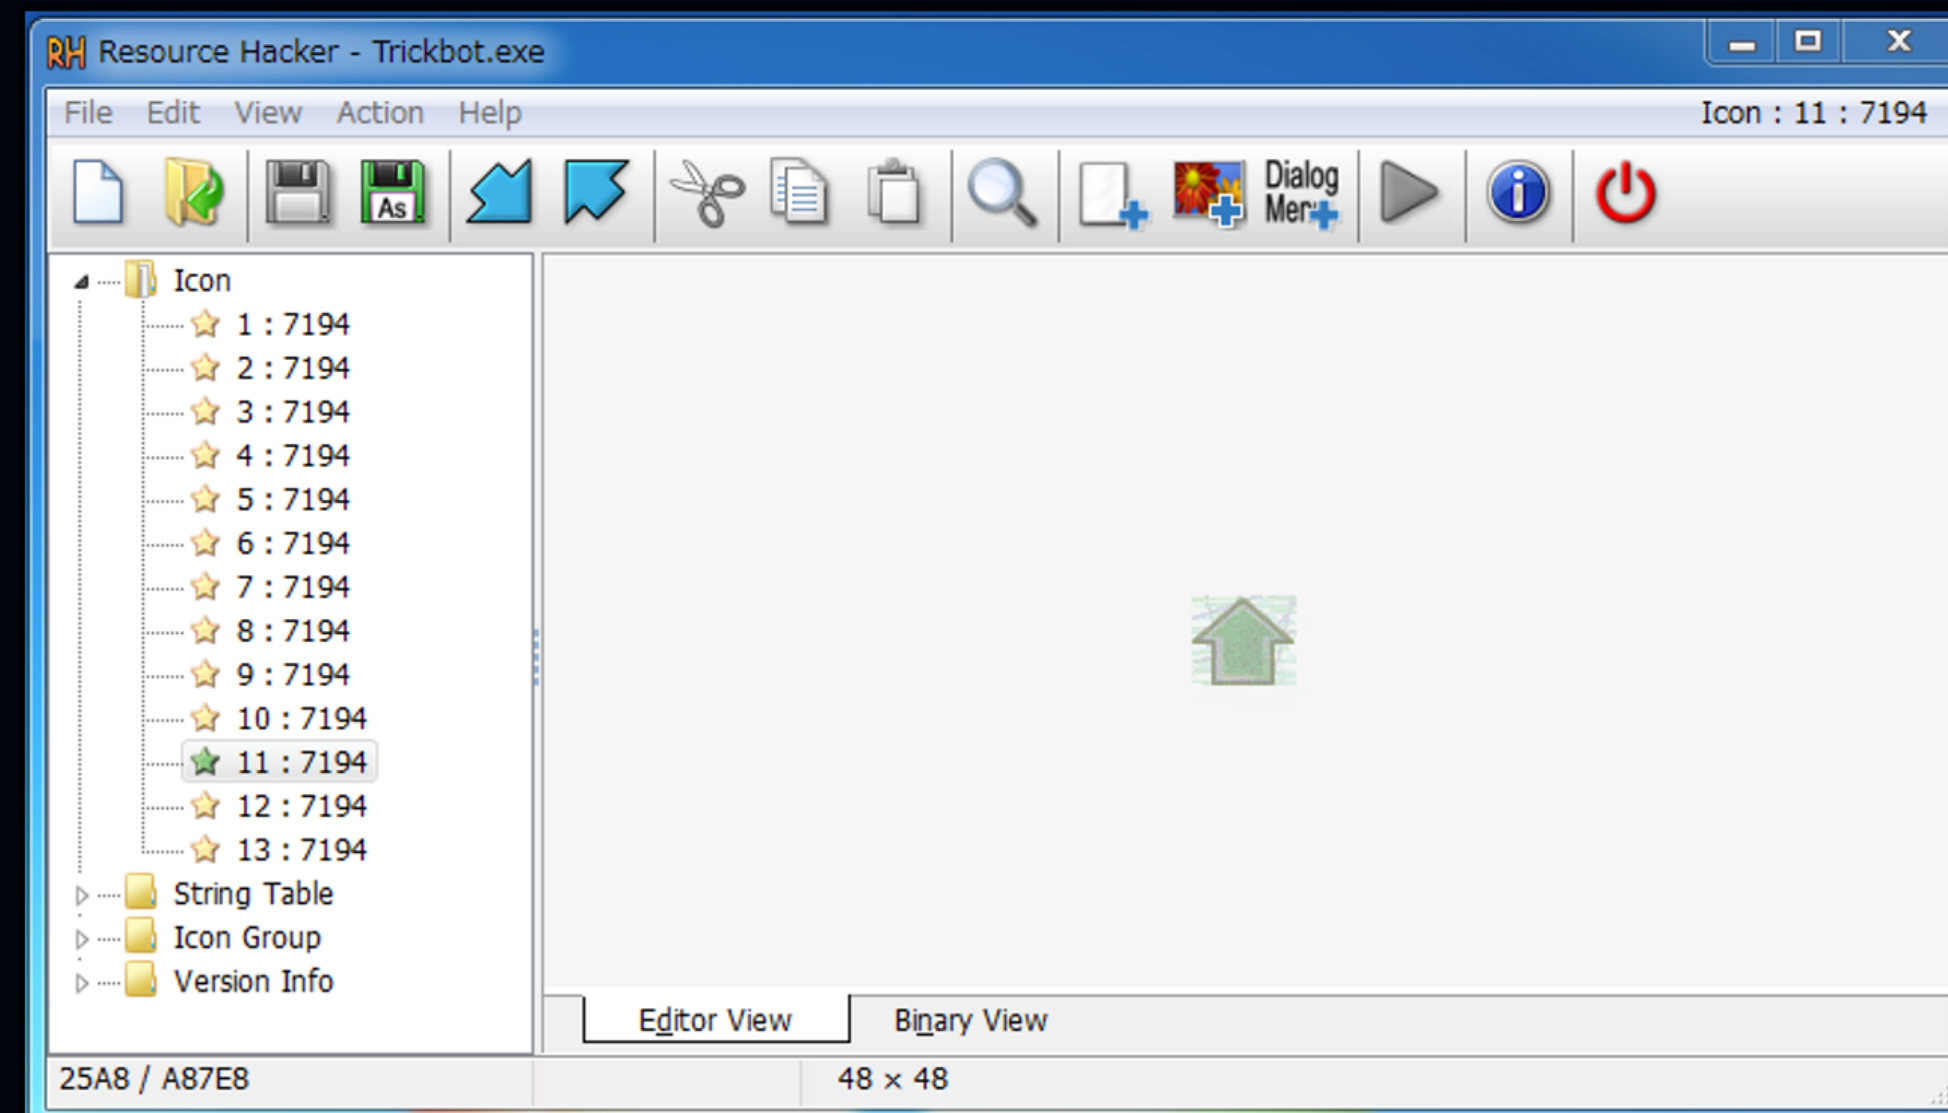 RH Resource Hacker - Trickbot.exe
File Edit View Action Help Icon : 11 : 7194
As
Dialog
Men
Icon
1 : 7194
2 : 7194
3 : 7194
4 : 7194
5 : 7194
6 : 7194
7 : 7194
8 : 7194
9 : 7194
10 : 7194
11 : 7194
12 : 7194
13 : 7194
String Table
Icon Group
Version Info
Editor View Binary View
25A8 / A87E8 48 × 48